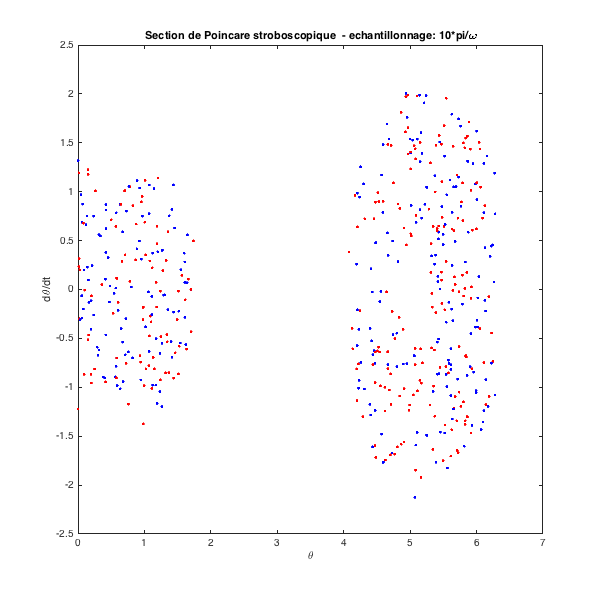 Section de Poincare stroboscopique - echantillonnage: 10*pi/ω
2.5
2
1.5
1
0.5
0
-0.5
-1
-1.5
-2
-2.5
dθ/dt
0 1 2 3 4 5 6 7
θ